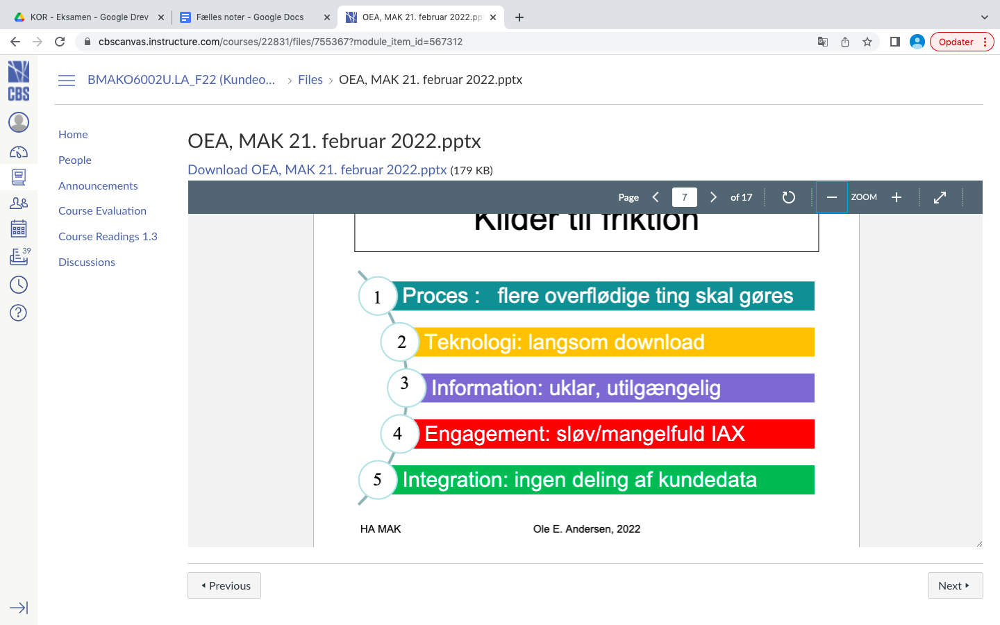 KOR - Eksamen - Google Drev
Fælles noter - Google Docs
OEA, MAK 21. februar 2022.pp
cbscanvas.instructure.com/courses/22831/files/755367?module_item_id=567312
Opdater
CBS
BMAKO6002U.LA_F22 (Kundeo... › Files › OEA, MAK 21. februar 2022.pptx
39
Home
People
Announcements
Course Evaluation
Course Readings 1.3
Discussions
OEA, MAK 21. februar 2022.pptx
Download OEA, MAK 21. februar 2022.pptx (179 KB)
Page 7 of 17 ZOOM
Kilder til friktion
1 Proces : flere overflødige ting skal gøres
2 Teknologi: langsom download
3 Information: uklar, utilgængelig
4 Engagement: sløv/mangelfuld IAX
5 Integration: ingen deling af kundedata
HA MAK Ole E. Andersen, 2022
Previous
Next